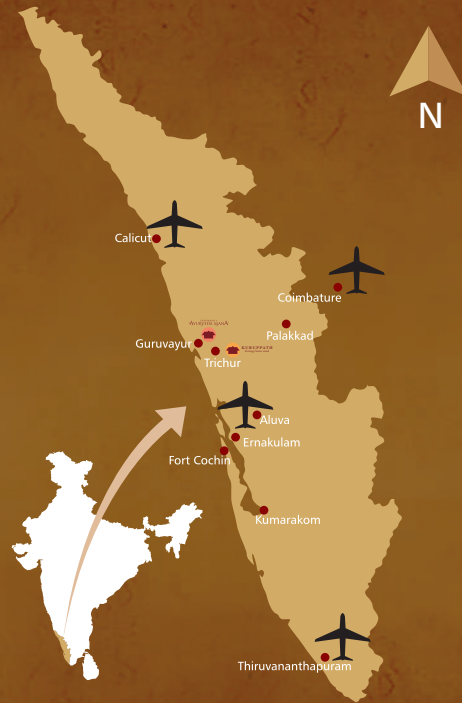 N
Calicut
Coimbature
Palakkad
Guruvayur
Trichur
Aluva
Ernakulam
Fort Cochin
Kumarakom
Thiruvananthapuram